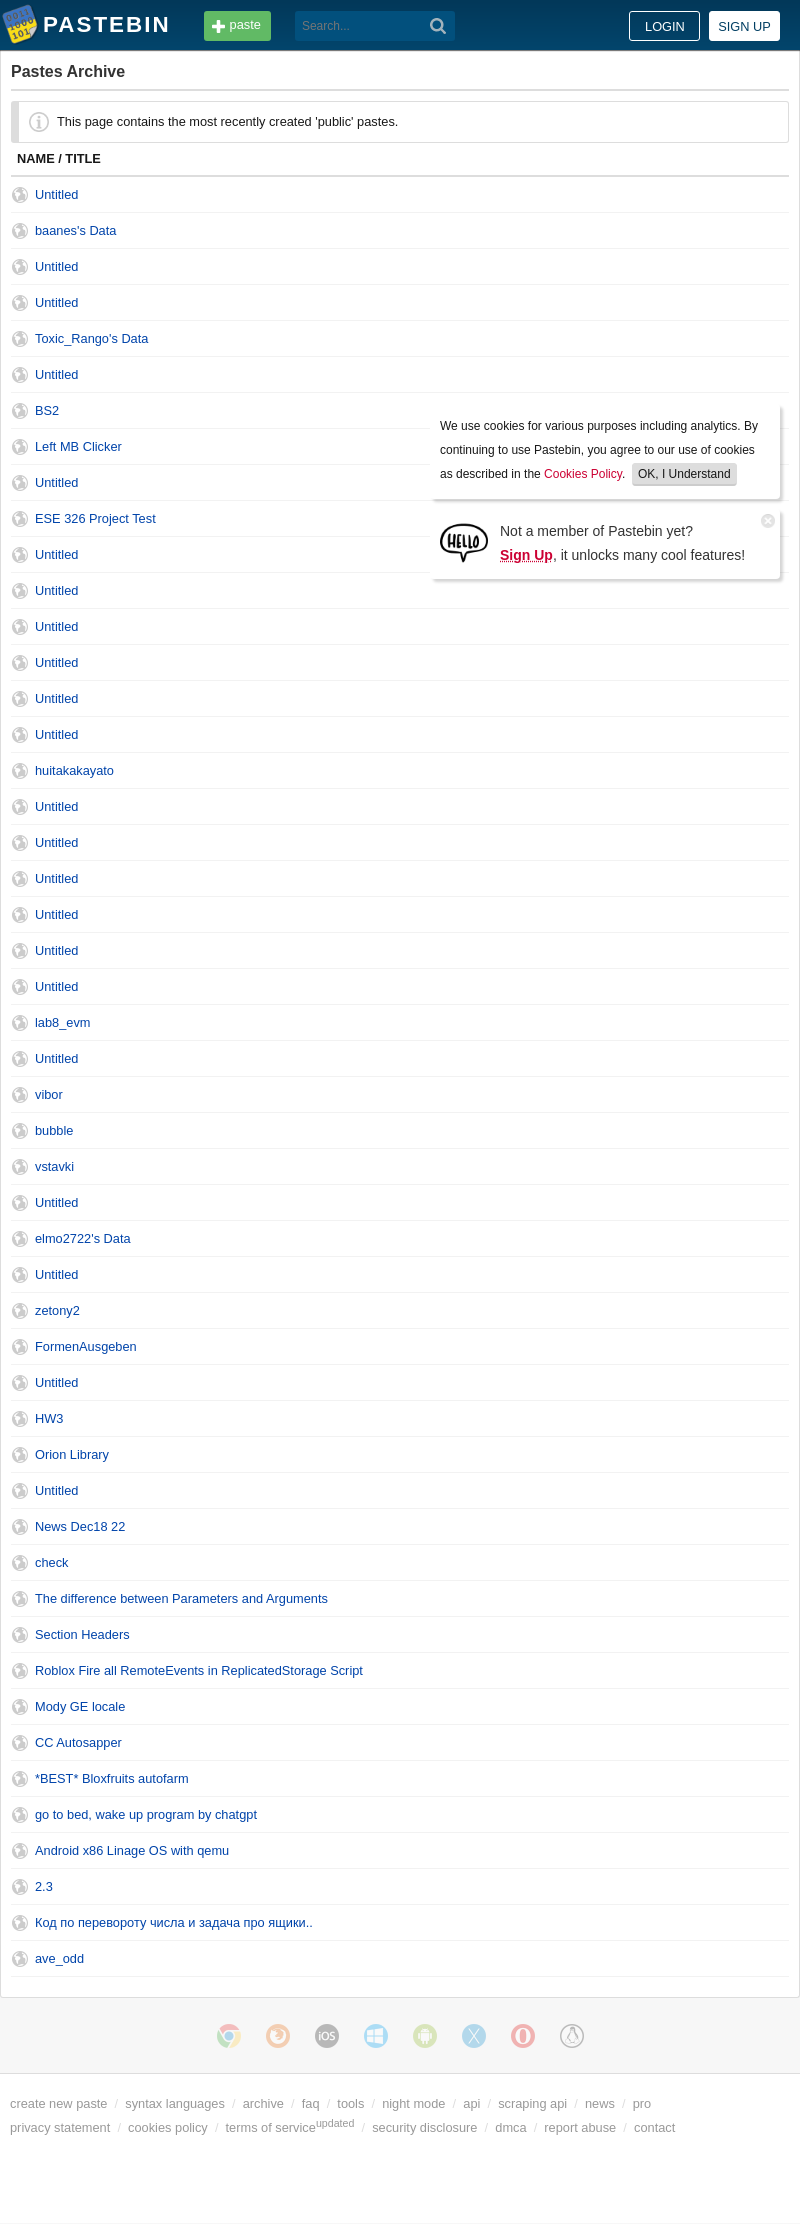 PASTEBIN paste Search... LOGIN SIGN UP
Pastes Archive
This page contains the most recently created 'public' pastes.
NAME / TITLE
Untitled
baanes's Data
Untitled
Untitled
Toxic_Rango's Data
Untitled
BS2
Left MB Clicker
Untitled
ESE 326 Project Test
Untitled
Untitled
Untitled
Untitled
Untitled
Untitled
huitakakayato
Untitled
Untitled
Untitled
Untitled
Untitled
Untitled
lab8_evm
Untitled
vibor
bubble
vstavki
Untitled
elmo2722's Data
Untitled
zetony2
FormenAusgeben
Untitled
HW3
Orion Library
Untitled
News Dec18 22
check
The difference between Parameters and Arguments
Section Headers
Roblox Fire all RemoteEvents in ReplicatedStorage Script
Mody GE locale
CC Autosapper
*BEST* Bloxfruits autofarm
go to bed, wake up program by chatgpt
Android x86 Linage OS with qemu
2.3
Код по перевороту числа и задача про ящики..
ave_odd
We use cookies for various purposes including analytics. By
continuing to use Pastebin, you agree to our use of cookies
as described in the Cookies Policy. OK, I Understand
HELLO
Not a member of Pastebin yet?
Sign Up, it unlocks many cool features!
iOS
create new paste / syntax languages / archive / faq / tools / night mode / api / scraping api / news / pro
privacy statement / cookies policy / terms of serviceupdated / security disclosure / dmca / report abuse / contact